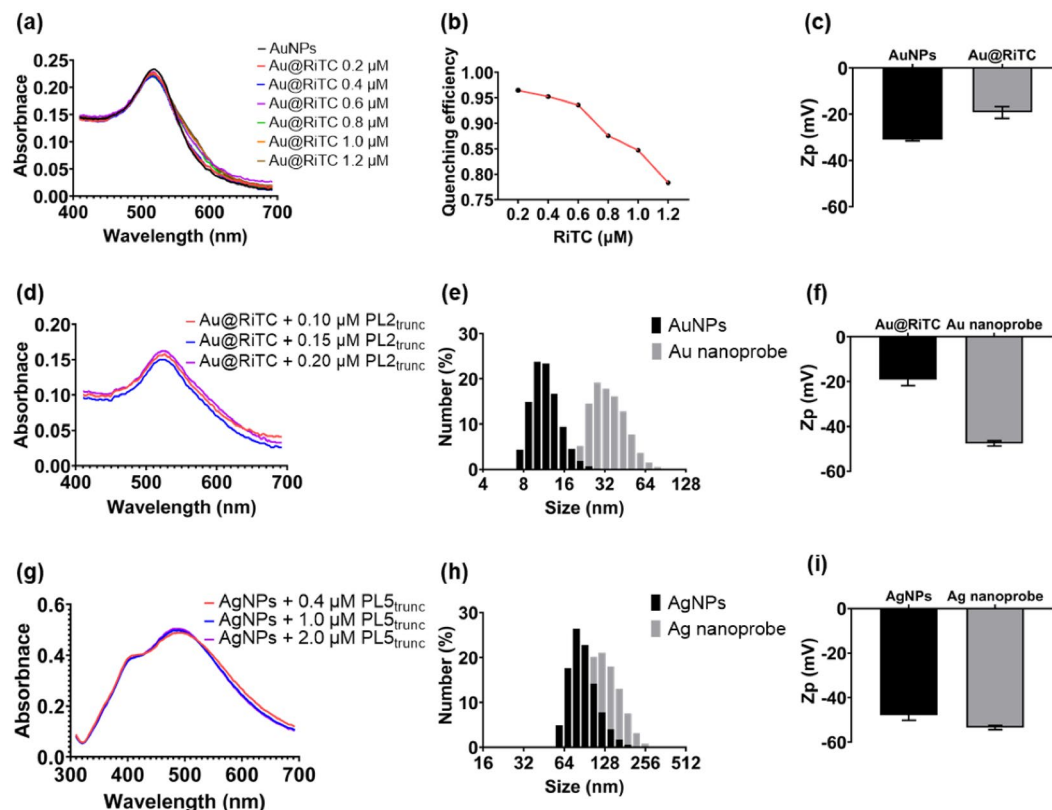 (a)
AuNPs
Au@RiTC 0.2 µM
Au@RiTC 0.4 µM
Au@RiTC 0.6 µM
Au@RiTC 0.8 µM
Au@RiTC 1.0 µM
Au@RiTC 1.2 µM
Absorbnace
0.25
0.20
0.15
0.10
0.05
0.00
400 500 600 700
Wavelength (nm)
(b)
Quenching efficiency
1.00
0.95
0.90
0.85
0.80
0.75
0.2 0.4 0.6 0.8 1.0 1.2
RiTC (µM)
(c)
AuNPs Au@RiTC
Zp (mV)
0
-20
-40
-60
(d)
Au@RiTC + 0.10 µM PL2trunc
Au@RiTC + 0.15 µM PL2trunc
Au@RiTC + 0.20 µM PL2trunc
Absorbnace
0.20
0.15
0.10
0.05
0.00
400 500 600 700
Wavelength (nm)
(e)
AuNPs
Au nanoprobe
Number (%)
30
20
10
0
4 8 16 32 64 128
Size (nm)
(f)
Au@RiTC Au nanoprobe
Zp (mV)
0
-20
-40
-60
(g)
AgNPs + 0.4 µM PL5trunc
AgNPs + 1.0 µM PL5trunc
AgNPs + 2.0 µM PL5trunc
Absorbnace
0.6
0.4
0.2
0.0
300 400 500 600 700
Wavelength (nm)
(h)
AgNPs
Ag nanoprobe
Number (%)
30
20
10
0
16 32 64 128 256 512
Size (nm)
(i)
AgNPs Ag nanoprobe
Zp (mV)
0
-20
-40
-60